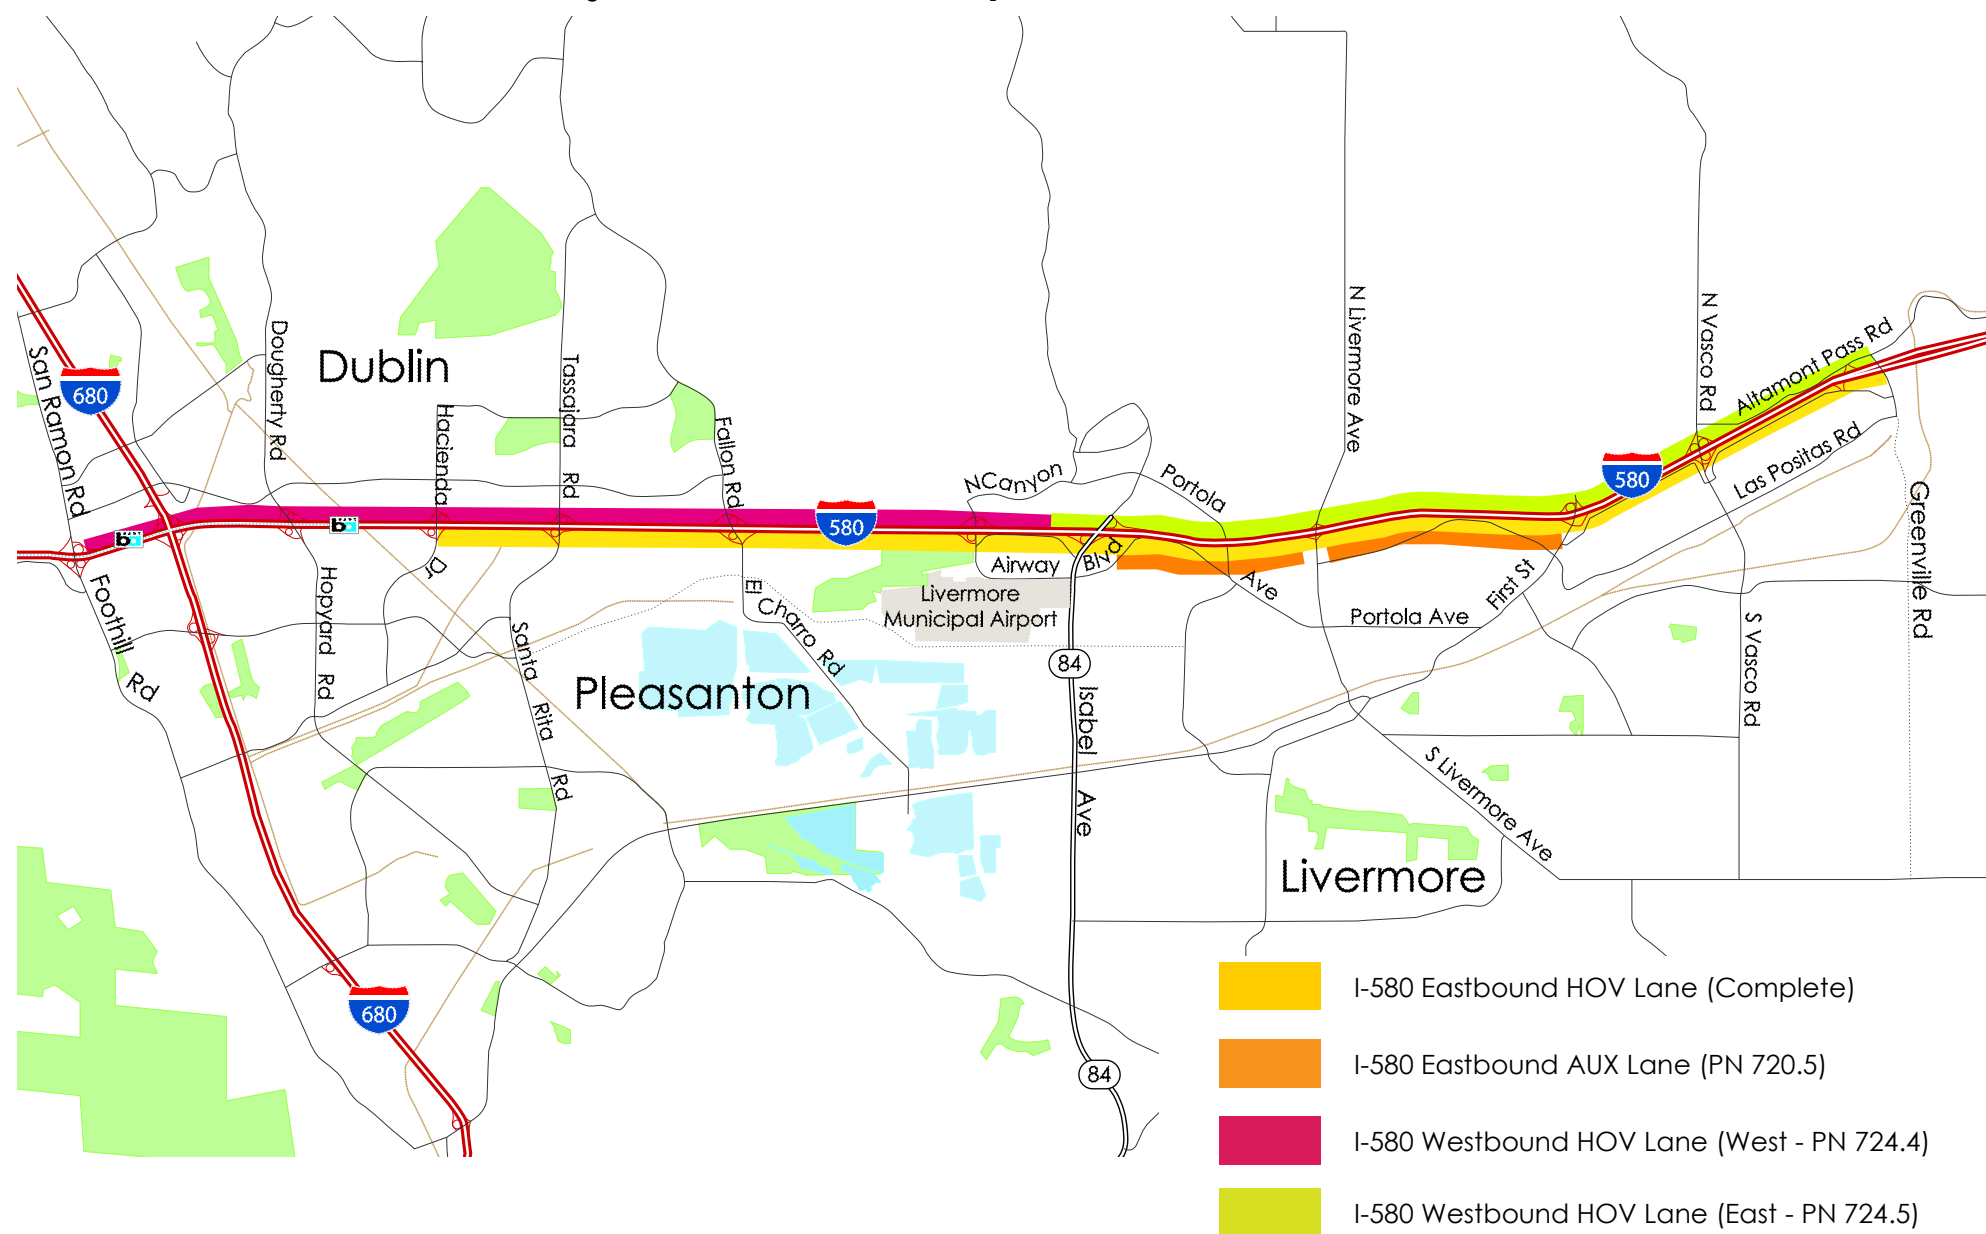 Dublin
Pleasanton
Livermore
San Ramon Rd
680
Dougherty Rd
Hacienda
Dr
Tassajara Rd
Fallon Rd
N Canyon
Portola
Ave
N Livermore Ave
N Vasco Rd
Altamont Pass Rd
Las Positas Rd
Greenville Rd
580
580
Airway Blvd
Livermore
Municipal Airport
El Charro Rd
Foothill Rd
Hopyard Rd
Santa Rita Rd
84
Isabel Ave
Portola Ave
First St
S Vasco Rd
S Livermore Ave
680
84
I-580 Eastbound HOV Lane (Complete)
I-580 Eastbound AUX Lane (PN 720.5)
I-580 Westbound HOV Lane (West - PN 724.4)
I-580 Westbound HOV Lane (East - PN 724.5)